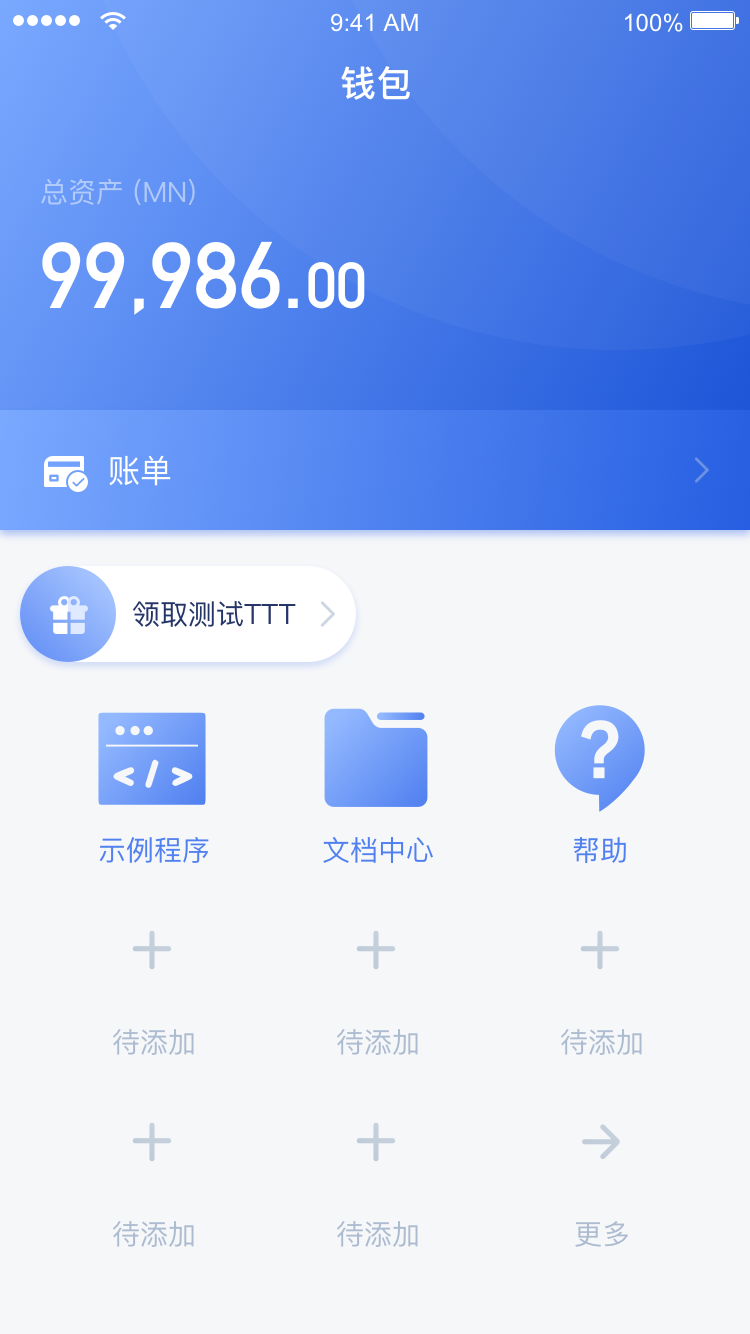 9:41 AM 100%
钱包
总资产 (MN)
99,986.00
账单
领取测试TTT
</>
示例程序 文档中心 帮助
待添加 待添加 待添加
待添加 待添加 更多